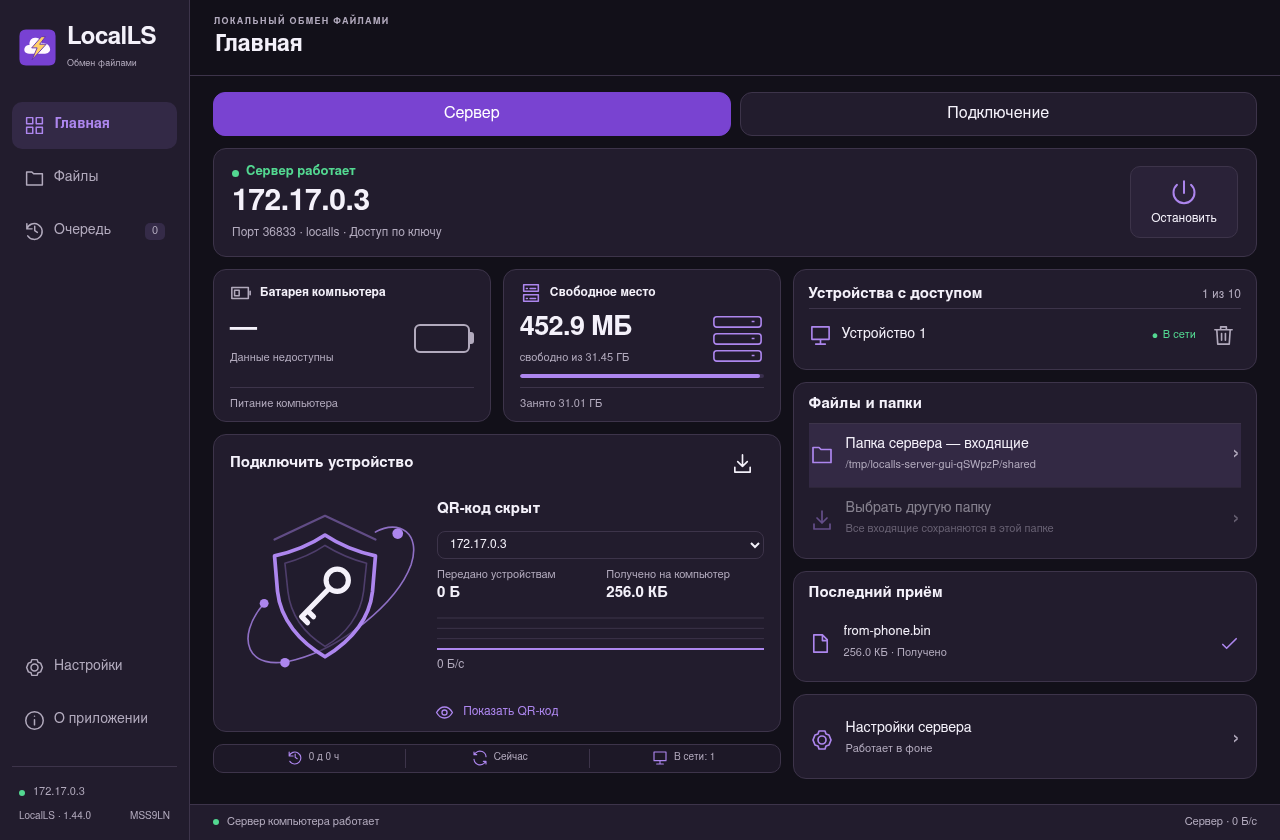 LocalLS
Обмен файлами
Главная
Файлы
Очередь
0
Настройки
О приложении
172.17.0.3
LocalLS · 1.44.0
MSS9LN
ЛОКАЛЬНЫЙ ОБМЕН ФАЙЛАМИ
Главная
Сервер
Подключение
Сервер работает
172.17.0.3
Порт 36833 · localls · Доступ по ключу
Остановить
Батарея компьютера
—
Данные недоступны
Питание компьютера
Свободное место
452.9 МБ
свободно из 31.45 ГБ
Занято 31.01 ГБ
Подключить устройство
QR-код скрыт
172.17.0.3
Передано устройствам
0 Б
Получено на компьютер
256.0 КБ
0 Б/с
Показать QR-код
0 д 0 ч
Сейчас
В сети: 1
Устройства с доступом
1 из 10
Устройство 1
В сети
Файлы и папки
Папка сервера — входящие
/tmp/locals-server-gui-qSWpzP/shared
Выбрать другую папку
Все входящие сохраняются в этой папке
Последний приём
from-phone.bin
256.0 КБ · Получено
Настройки сервера
Работает в фоне
Сервер компьютера работает
Сервер · 0 Б/с